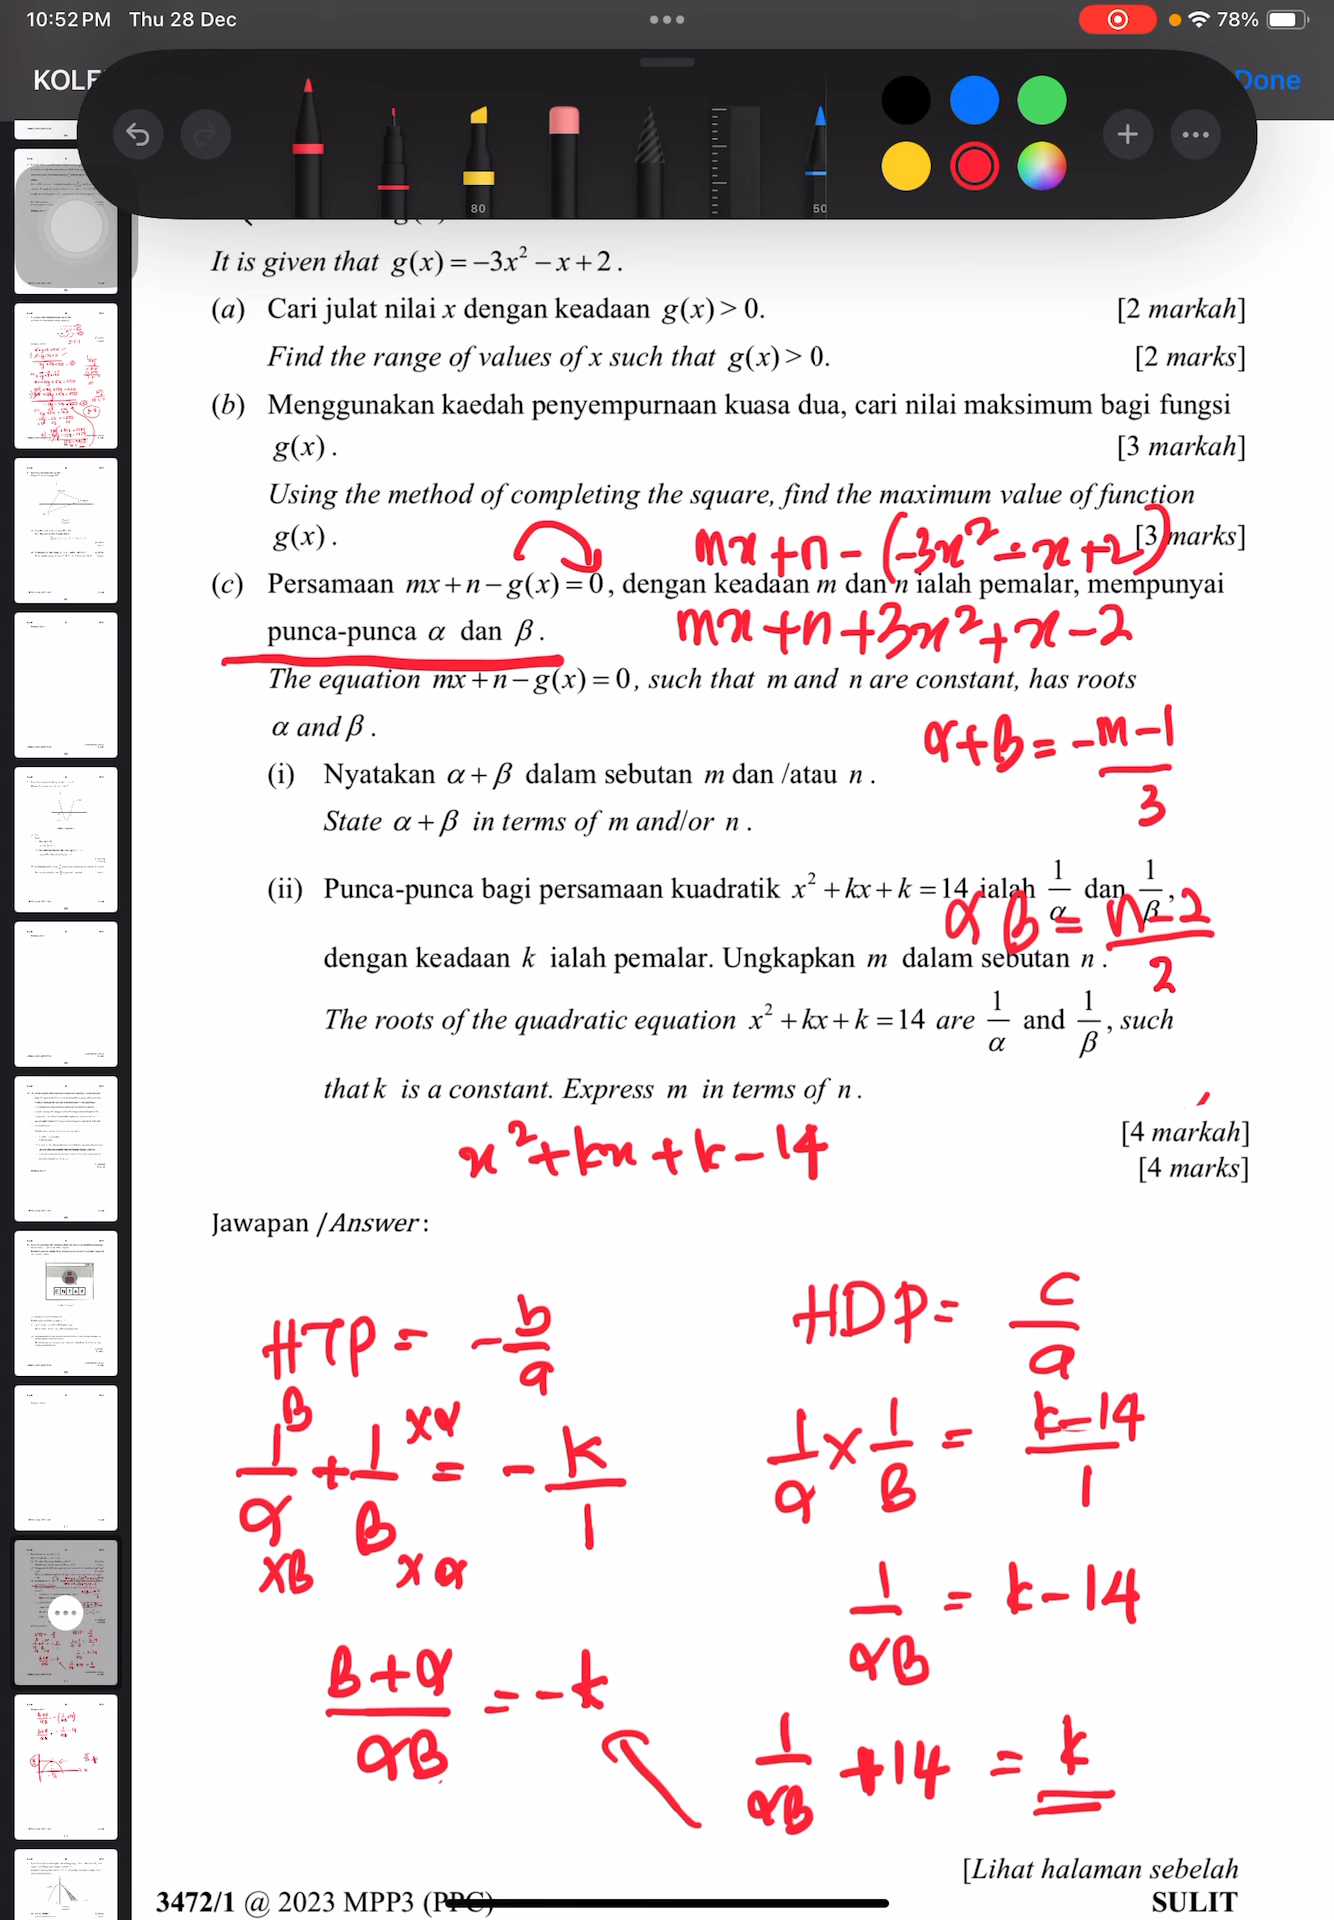 10:52 PM Thu 28 Dec
78%
KOLE
Done
80
50
It is given that g(x) = −3x² − x + 2 .
(a) Cari julat nilai x dengan keadaan g(x) > 0. [2 markah]
Find the range of values of x such that g(x) > 0. [2 marks]
(b) Menggunakan kaedah penyempurnaan kuasa dua, cari nilai maksimum bagi fungsi
g(x) . [3 markah]
Using the method of completing the square, find the maximum value of function
g(x) . [3 marks]
mx + n − (−3x² − x + 2)
(c) Persamaan mx + n − g(x) = 0 , dengan keadaan m dan n ialah pemalar, mempunyai
punca-punca α dan β .
mx + n + 3x² + x − 2
The equation mx + n − g(x) = 0 , such that m and n are constant, has roots
α and β .
α + β = −m − 1 / 3
(i) Nyatakan α + β dalam sebutan m dan /atau n .
State α + β in terms of m and/or n .
(ii) Punca-punca bagi persamaan kuadratik x² + kx + k = 14 ialah 1/α dan 1/β ,
αβ = n − 2 / 2
dengan keadaan k ialah pemalar. Ungkapkan m dalam sebutan n .
The roots of the quadratic equation x² + kx + k = 14 are 1/α and 1/β , such
that k is a constant. Express m in terms of n .
[4 markah]
[4 marks]
x² + kx + k − 14
Jawapan /Answer :
HTP = − b/a
1/α + 1/β = − k/1
×β ×α
β ×α
β + α / αβ = −k
HDP = c/a
1/α × 1/β = k − 14 / 1
1/αβ = k − 14
1/αβ + 14 = k
[Lihat halaman sebelah
3472/1 @ 2023 MPP3 (PPC)
SULIT